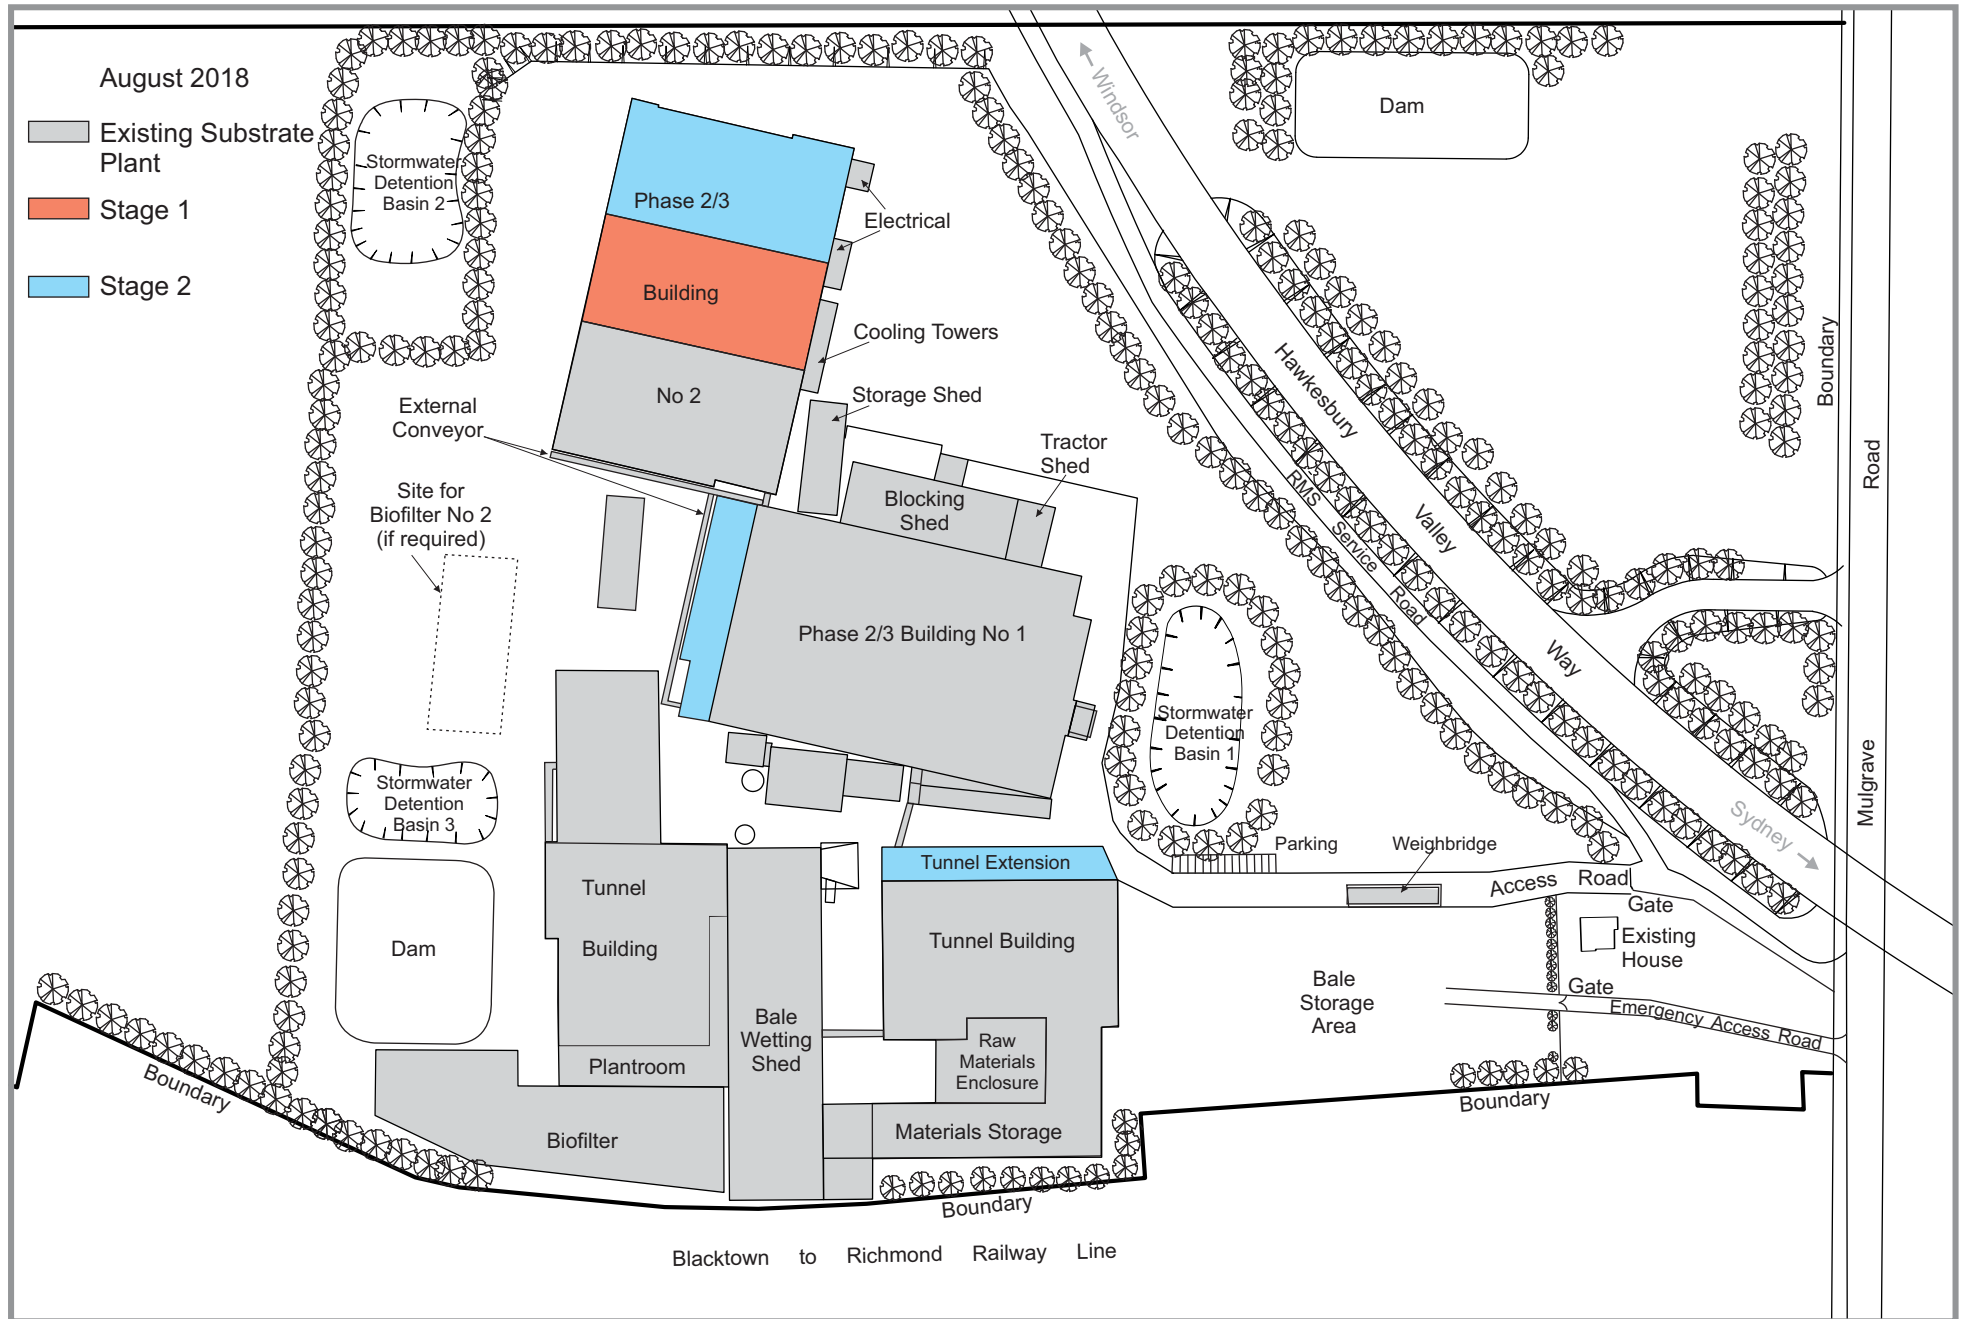 August 2018
Existing Substrate
Plant
Stage 1
Stage 2
Stormwater
Detention
Basin 2
Phase 2/3
Building
No 2
Electrical
Cooling Towers
Storage Shed
External
Conveyor
Site for
Biofilter No 2
(if required)
Tractor
Shed
Blocking
Shed
Phase 2/3 Building No 1
Windsor
Dam
Hawkesbury
Valley
Way
RMS Service Road
Boundary
Road
Mulgrave
Sydney
Stormwater
Detention
Basin 1
Stormwater
Detention
Basin 3
Parking
Weighbridge
Access Road
Gate
Existing
House
Gate
Emergency Access Road
Tunnel Extension
Tunnel Building
Tunnel
Building
Dam
Bale
Storage
Area
Bale
Wetting
Shed
Raw
Materials
Enclosure
Plantroom
Biofilter
Materials Storage
Boundary
Boundary
Boundary
Blacktown to Richmond Railway Line